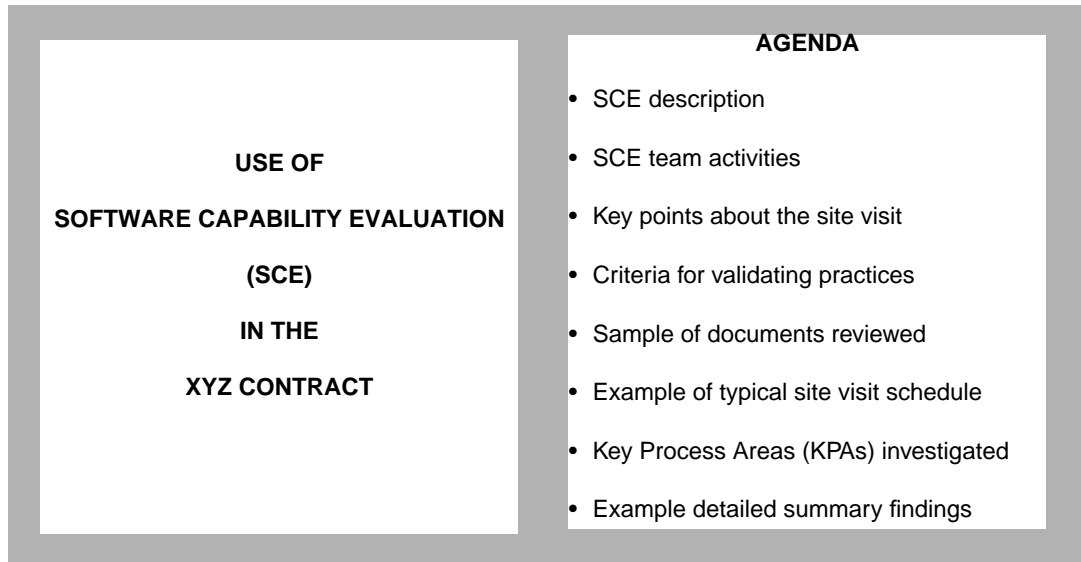 USE OF
SOFTWARE CAPABILITY EVALUATION
(SCE)
IN THE
XYZ CONTRACT
AGENDA
• SCE description
• SCE team activities
• Key points about the site visit
• Criteria for validating practices
• Sample of documents reviewed
• Example of typical site visit schedule
• Key Process Areas (KPAs) investigated
• Example detailed summary findings